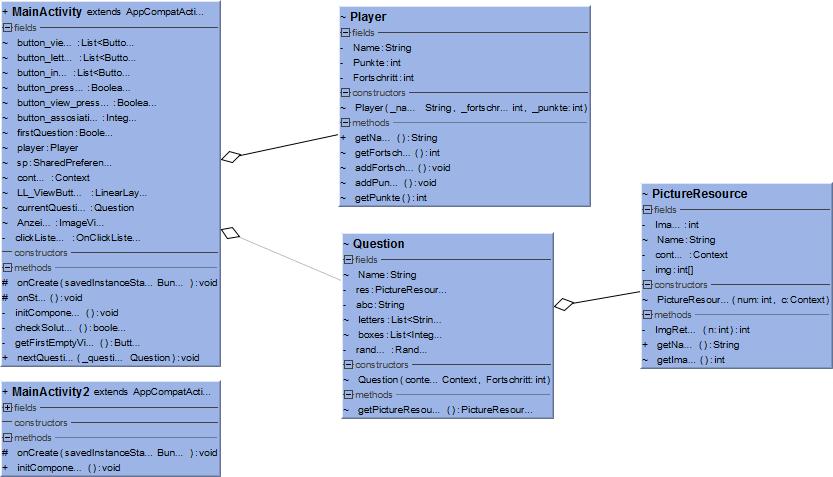 + MainActivity extends AppCompatActi...
fields
~ button_vie... : List<Butto...
~ button_lett... : List<Butto...
~ button_in... : List<Butto...
~ button_press... : Boolea...
~ button_view_press... : Boolea...
~ button_assosiati... : Integ...
~ firstQuestion: Boole...
~ player: Player
~ sp: SharedPreferen...
~ cont... : Context
~ LL_ViewButt... : LinearLay...
~ currentQuesti... : Question
~ Anzei... : ImageVi...
- clickListe... : OnClickListe...
constructors
methods
# onCreate ( savedInstanceSta... Bun... ) : void
# onSt... ( ) : void
- initCompone... ( ) : void
- checkSolut... ( ) : boole...
- getFirstEmptyVi... ( ) : Butt...
+ nextQuesti... ( _questi... Question ) : void
+ MainActivity2 extends AppCompatActi...
fields
constructors
methods
# onCreate ( savedInstanceSta... Bun... ) : void
+ initCompone... ( ) : void
~ Player
fields
- Name: String
- Punkte: int
- Fortschritt: int
constructors
~ Player ( _na... String, _fortschr... int, _punkte: int )
methods
+ getNa... ( ) : String
~ getFortsch... ( ) : int
~ addFortsch... ( ) : void
~ addPun... ( ) : void
~ getPunkte ( ) : int
~ Question
fields
~ Name: String
- res: PictureResour...
- abc: String
~ letters: List<Strin...
~ boxes: List<Integ...
- rand... : Rand...
constructors
~ Question ( conte... Context, Fortschritt: int )
methods
~ getPictureResou... ( ) : PictureResour...
~ PictureResource
fields
- Ima... : int
~ Name: String
- cont... : Context
- img: int[]
constructors
~ PictureResour... ( num: int, c: Context )
methods
- ImgRet... ( n: int ) : int
+ getNa... ( ) : String
~ getIma... ( ) : int